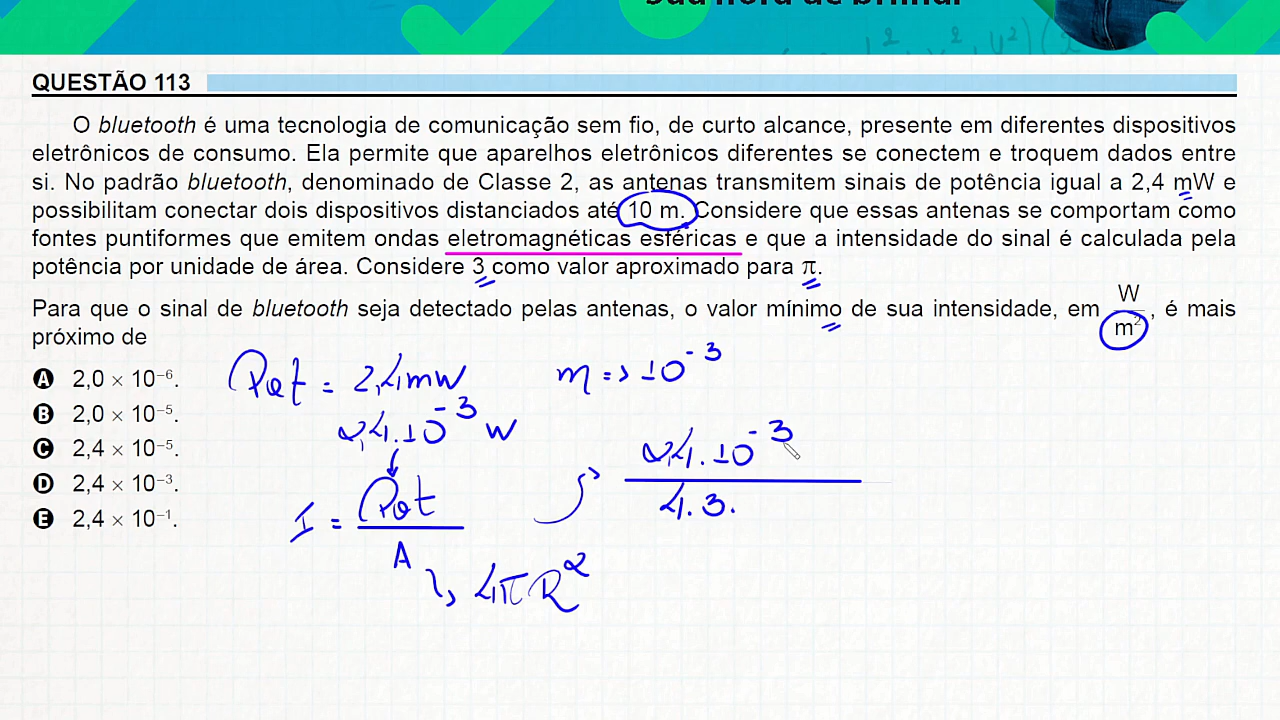 QUESTÃO 113
O bluetooth é uma tecnologia de comunicação sem fio, de curto alcance, presente em diferentes dispositivos
eletrônicos de consumo. Ela permite que aparelhos eletrônicos diferentes se conectem e troquem dados entre
si. No padrão bluetooth, denominado de Classe 2, as antenas transmitem sinais de potência igual a 2,4 mW e
possibilitam conectar dois dispositivos distanciados até 10 m. Considere que essas antenas se comportam como
fontes puntiformes que emitem ondas eletromagnéticas esféricas e que a intensidade do sinal é calculada pela
potência por unidade de área. Considere 3 como valor aproximado para π.
Para que o sinal de bluetooth seja detectado pelas antenas, o valor mínimo de sua intensidade, em W/m², é mais
próximo de
A 2,0 × 10⁻⁶.
B 2,0 × 10⁻⁵.
C 2,4 × 10⁻⁵.
D 2,4 × 10⁻³.
E 2,4 × 10⁻¹.
Pot = 2,4mW
m => 10⁻³
2,4.10⁻³ W
I = Pot/A
4πR²
2,4.10⁻³
4.3.